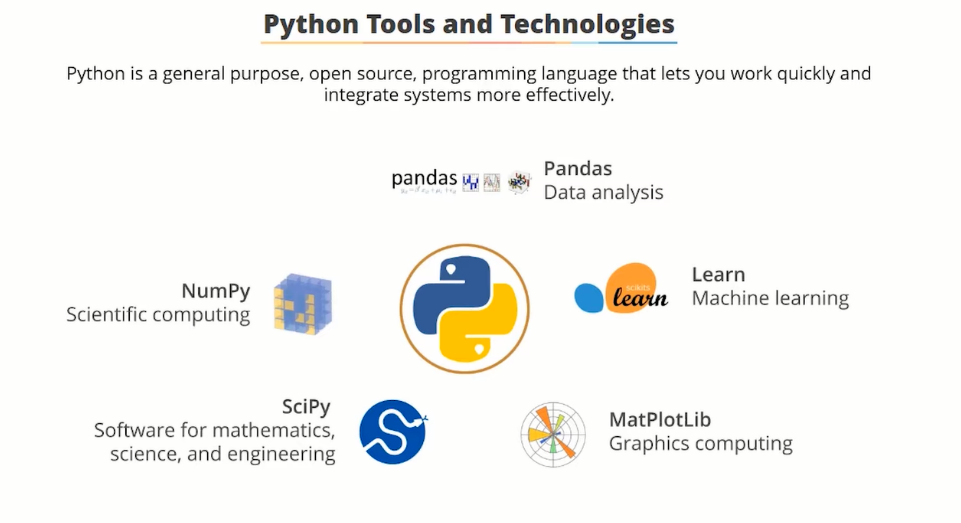 Python Tools and Technologies
Python is a general purpose, open source, programming language that lets you work quickly and
integrate systems more effectively.
pandas
Pandas
Data analysis
NumPy
Scientific computing
scikits
learn
Learn
Machine learning
SciPy
Software for mathematics,
science, and engineering
MatPlotLib
Graphics computing